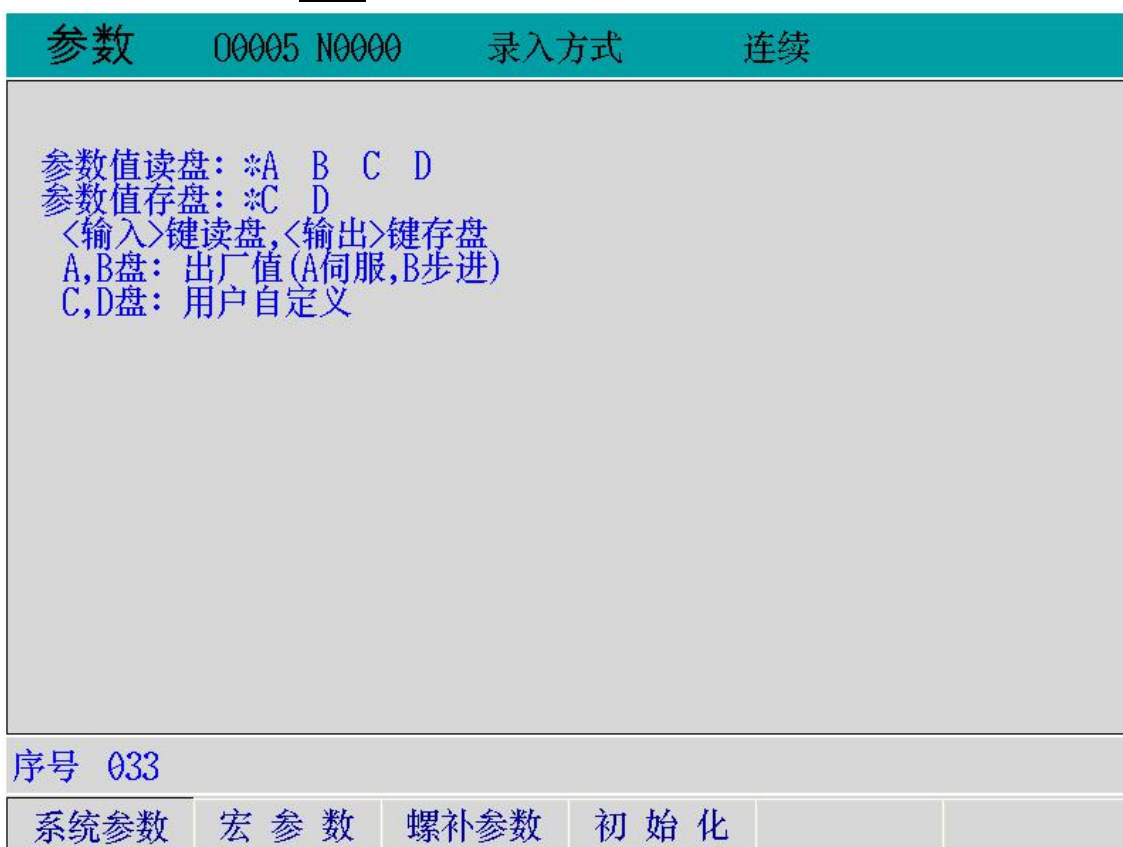 参数 O0005 N0000 录入方式 连续
参数值读盘: *A B C D
参数值存盘: *C D
<输入>键读盘,<输出>键存盘
A,B盘: 出厂值(A伺服,B步进)
C,D盘: 用户自定义
序号 033
系统参数 宏 参 数 螺补参数 初 始 化